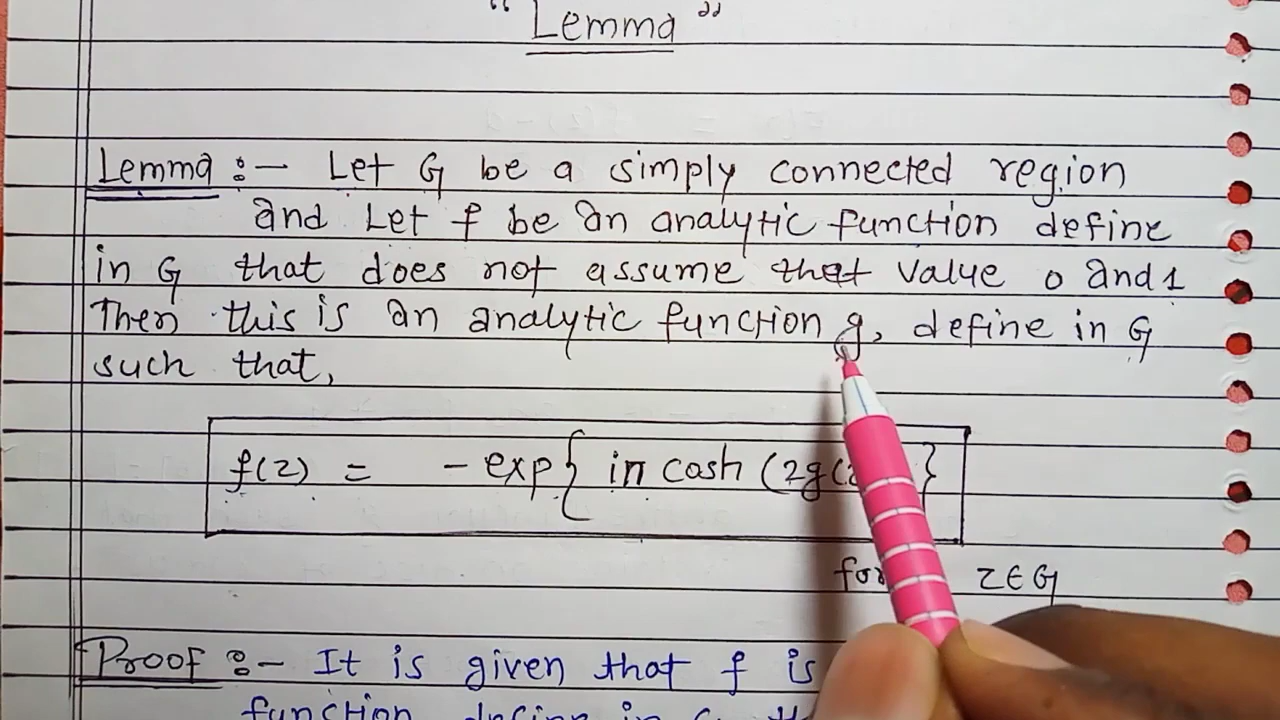 " Lemma "
Lemma :- Let G be a simply connected region
and Let f be an analytic function define
in G that does not assume that value 0 and 1
Then this is an analytic function g, define in G
such that,
f(z) = - exp{ iπ cash (2g(z }
for z∈G
Proof :- It is given that f is
function define in G